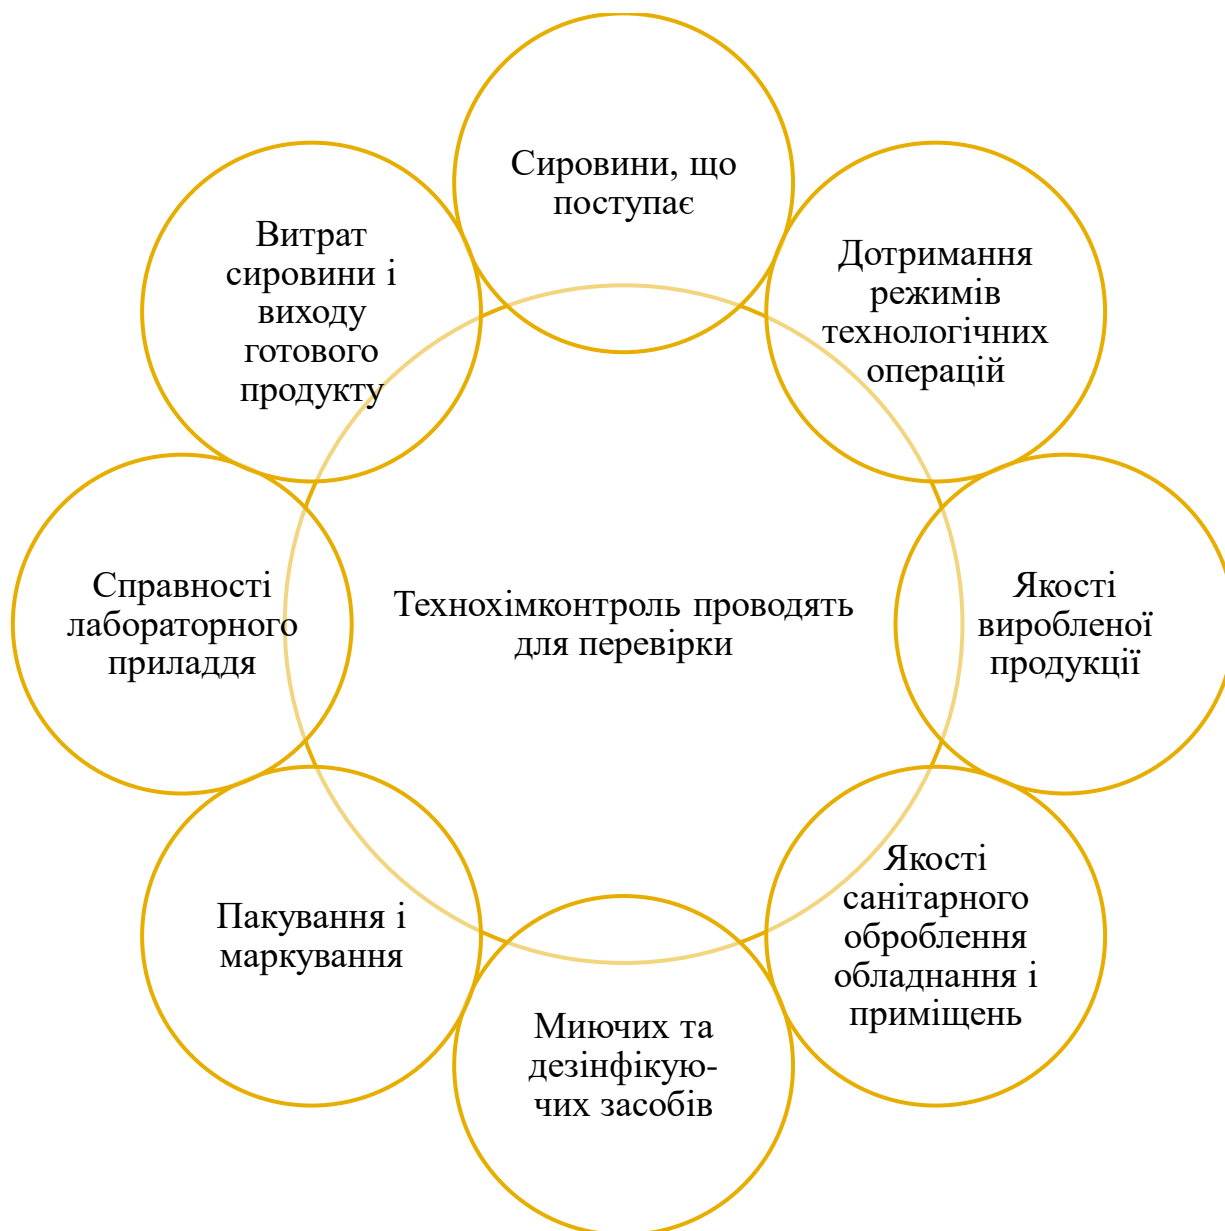 Сировини, що
поступає
Дотримання
режимів
технологічних
операцій
Якості
виробленої
продукції
Якості
санітарного
оброблення
обладнання і
приміщень
Миючих та
дезінфікую-
чих засобів
Пакування і
маркування
Справності
лабораторного
приладдя
Витрат
сировини і
виходу
готового
продукту
Технохімконтроль проводять
для перевірки